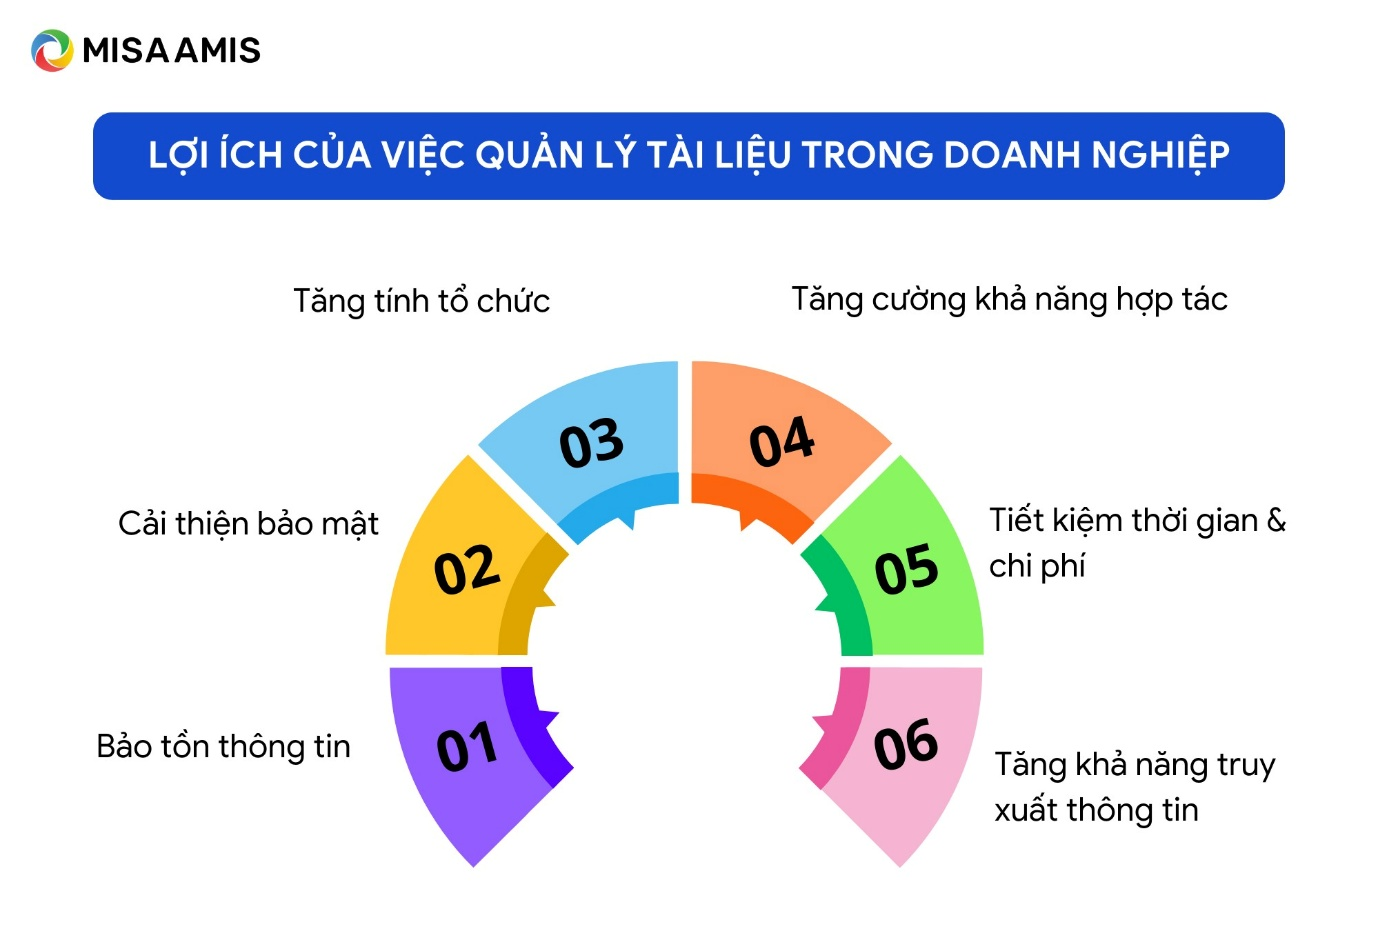 MISA AMIS
LỢI ÍCH CỦA VIỆC QUẢN LÝ TÀI LIỆU TRONG DOANH NGHIỆP
Tăng tính tổ chức
Tăng cường khả năng hợp tác
03
04
Cải thiện bảo mật
02
05
Tiết kiệm thời gian &
chi phí
Bảo tồn thông tin
01
06
Tăng khả năng truy
xuất thông tin